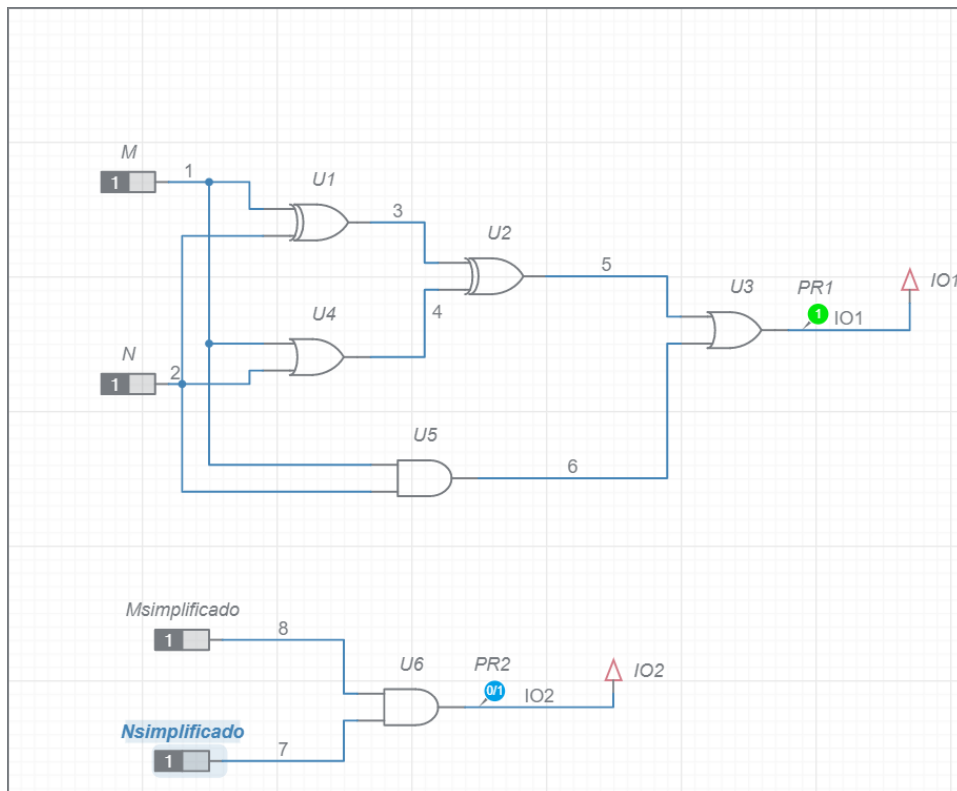 M
1
1
U1
3
U2
5
U3
PR1
1
IO1
IO1
U4
4
N
1
2
U5
6
Msimplificado
1
8
U6
PR2
0/1
IO2
IO2
Nsimplificado
1
7